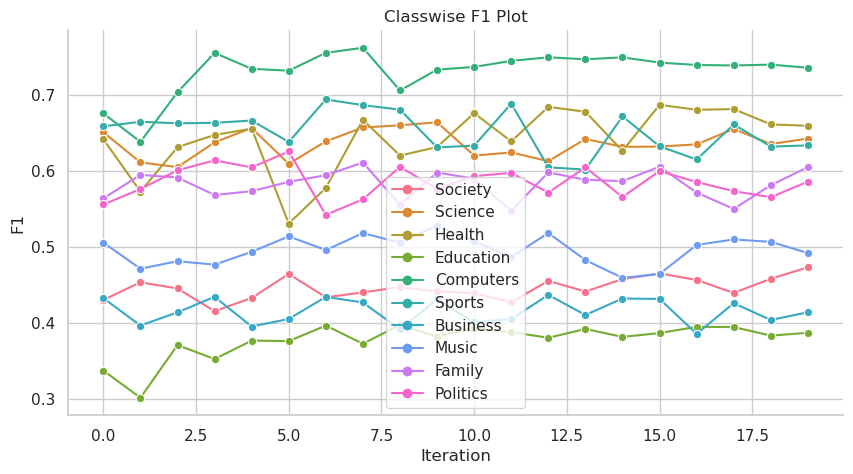 Classwise F1 Plot
F1
0.7
0.6
0.5
0.4
0.3
Society
Science
Health
Education
Computers
Sports
Business
Music
Family
Politics
0.0 2.5 5.0 7.5 10.0 12.5 15.0 17.5
Iteration